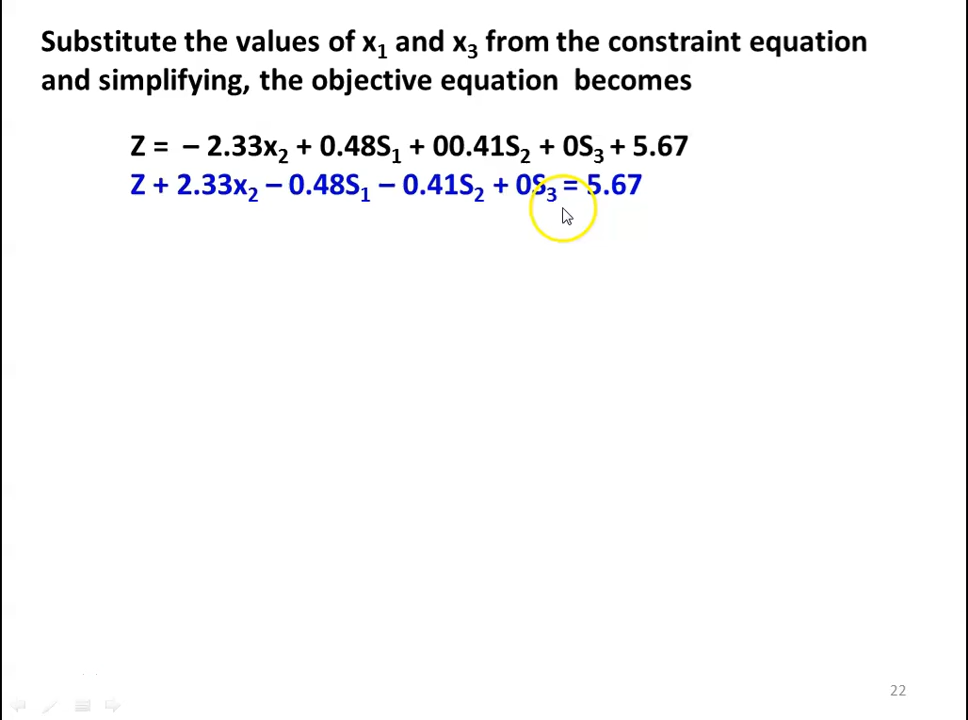 Substitute the values of x₁ and x₃ from the constraint equation
and simplifying, the objective equation becomes
Z = – 2.33x₂ + 0.48S₁ + 00.41S₂ + 0S₃ + 5.67
Z + 2.33x₂ – 0.48S₁ – 0.41S₂ + 0S₃ = 5.67
22